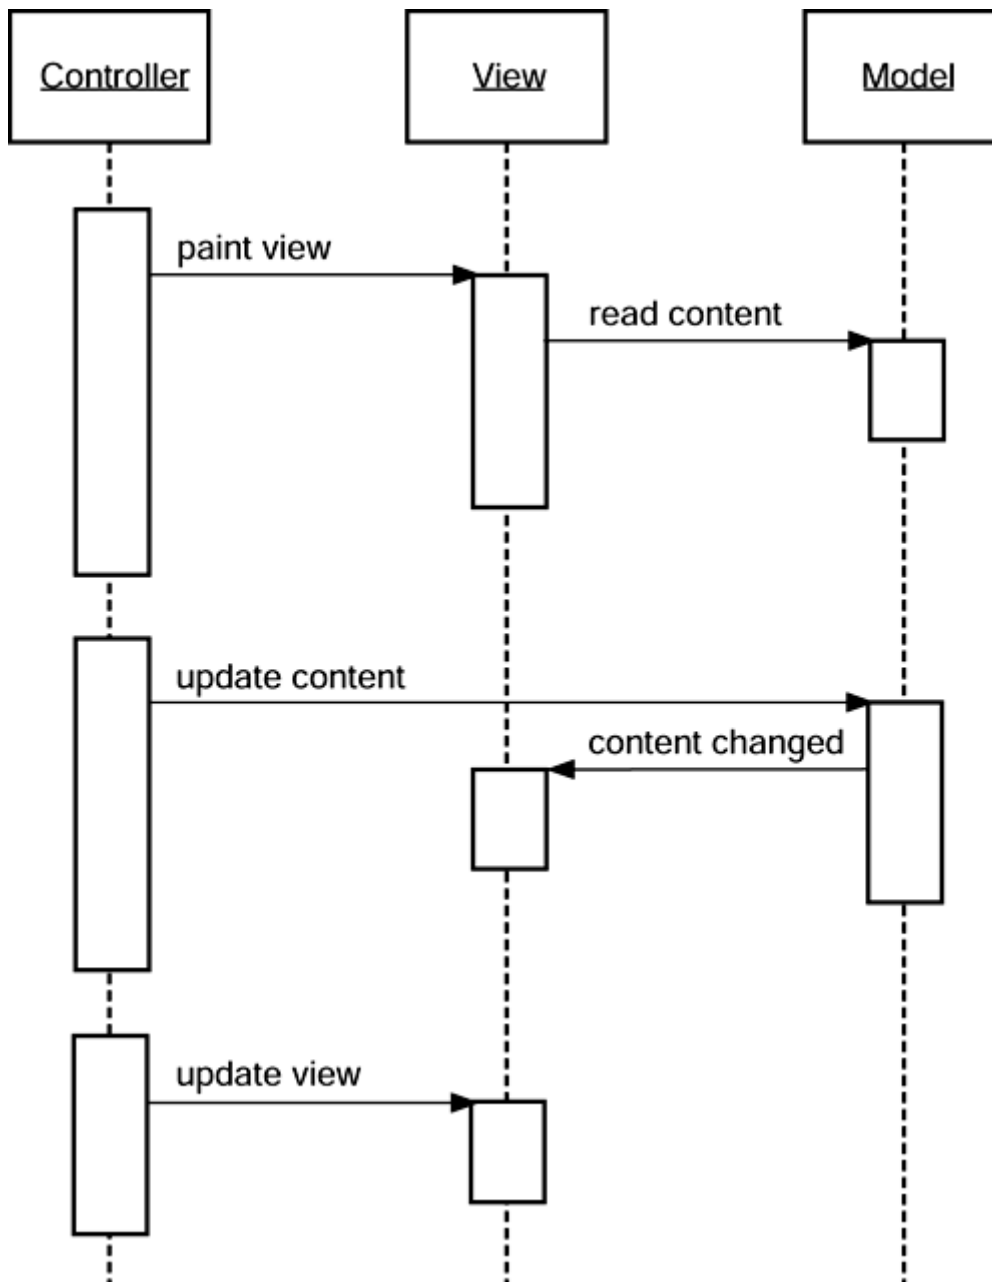 Controller
View
Model
paint view
read content
update content
content changed
update view